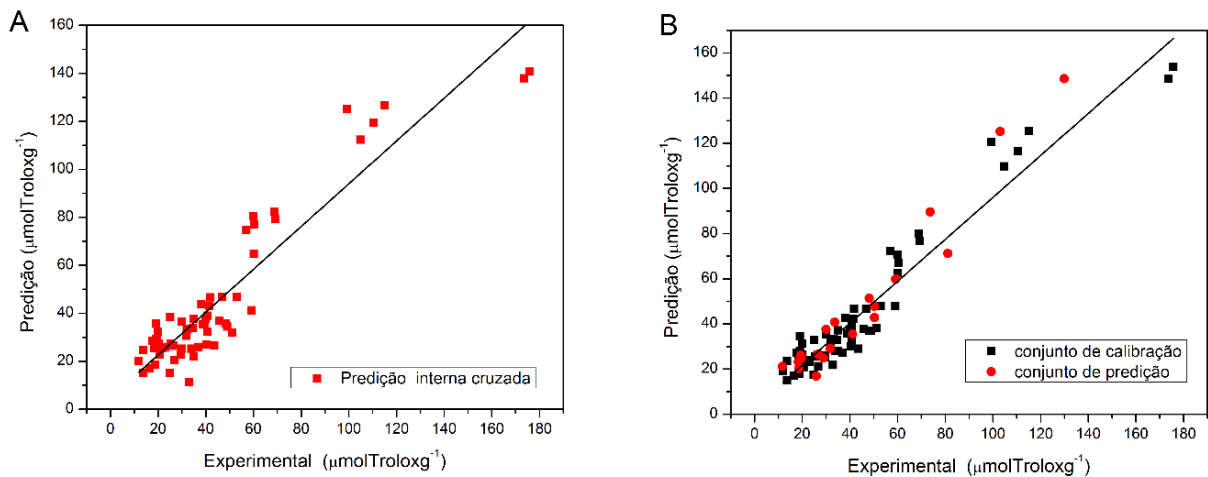 A
160
140
120
100
80
60
40
20
0
Predição (μmolTroloxg⁻¹)
Predição interna cruzada
0 20 40 60 80 100 120 140 160 180
Experimental (μmolTroloxg⁻¹)
B
160
140
120
100
80
60
40
20
0
Predição (μmolTroloxg⁻¹)
conjunto de calibração
conjunto de predição
0 20 40 60 80 100 120 140 160 180
Experimental (μmolTroloxg⁻¹)